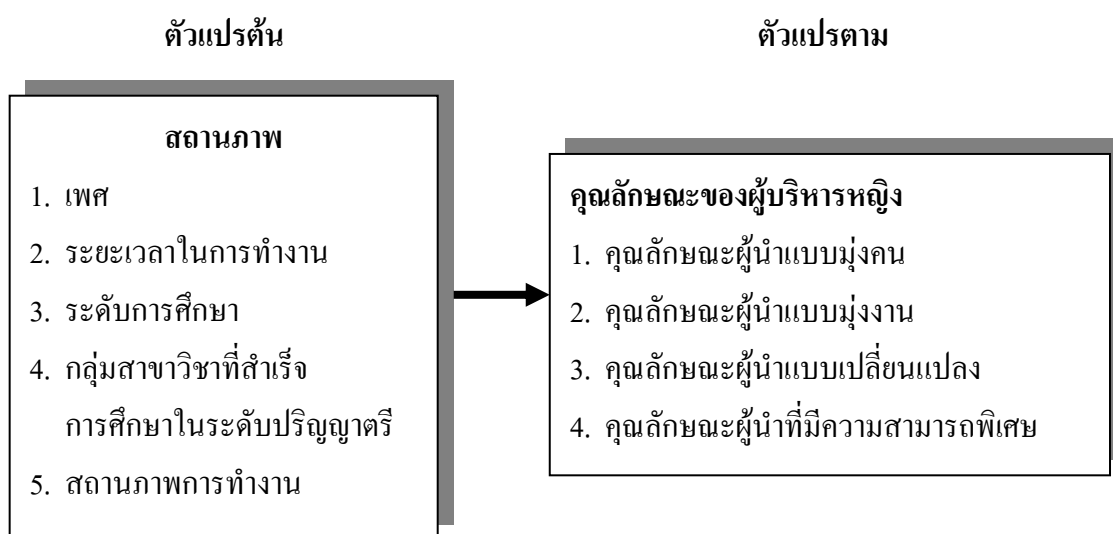 ตัวแปรต้น
ตัวแปรตาม
สถานภาพ
1. เพศ
2. ระยะเวลาในการทำงาน
3. ระดับการศึกษา
4. กลุ่มสาขาวิชาที่สำเร็จ
การศึกษาในระดับปริญญาตรี
5. สถานภาพการทำงาน
คุณลักษณะของผู้บริหารหญิง
1. คุณลักษณะผู้นำแบบมุ่งคน
2. คุณลักษณะผู้นำแบบมุ่งงาน
3. คุณลักษณะผู้นำแบบเปลี่ยนแปลง
4. คุณลักษณะผู้นำที่มีความสามารถพิเศษ